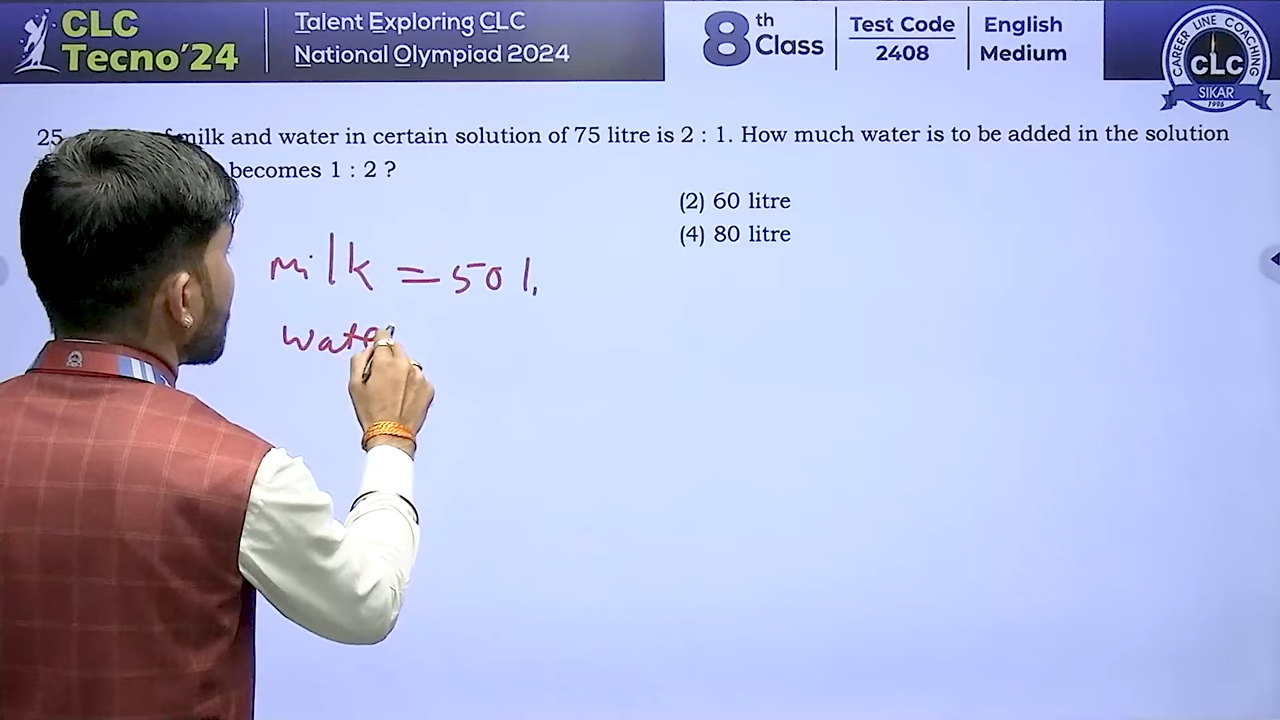 CLC
Tecno'24
Talent Exploring CLC
National Olympiad 2024
8th Class
Test Code
2408
English
Medium
CAREER LINE COACHING
CLC
SIKAR
1996
25 milk and water in certain solution of 75 litre is 2 : 1. How much water is to be added in the solution
becomes 1 : 2 ?
(2) 60 litre
(4) 80 litre
milk = 50 l.
wate